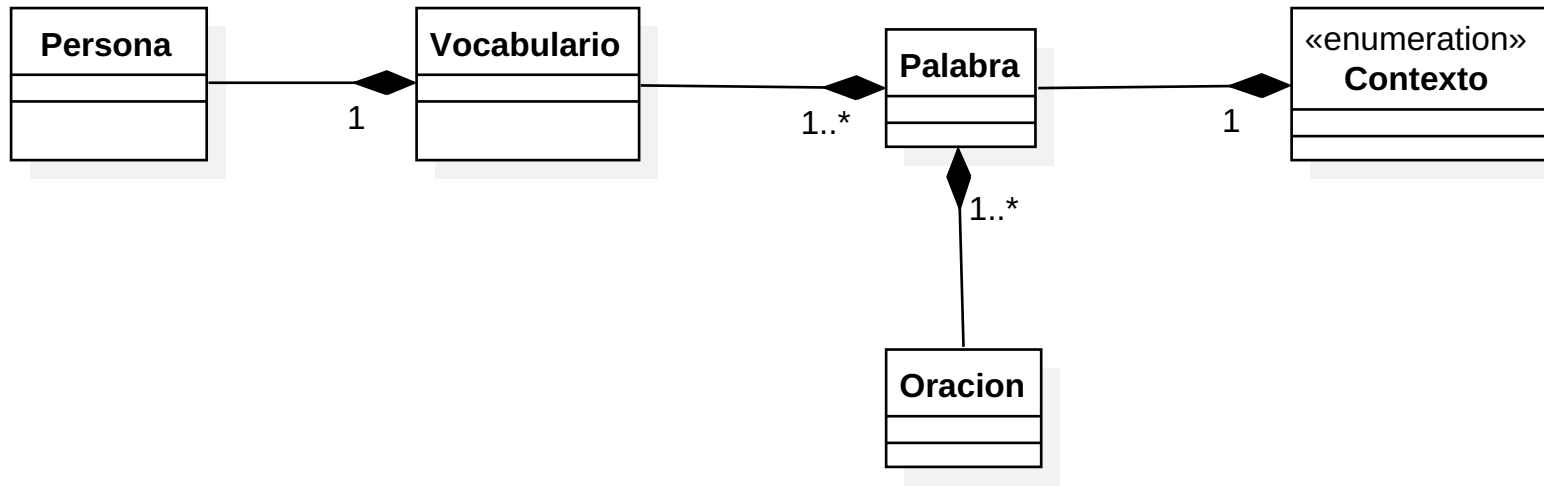 Persona
1
Vocabulario
1..*
Palabra
1
«enumeration»
Contexto
1..*
Oracion